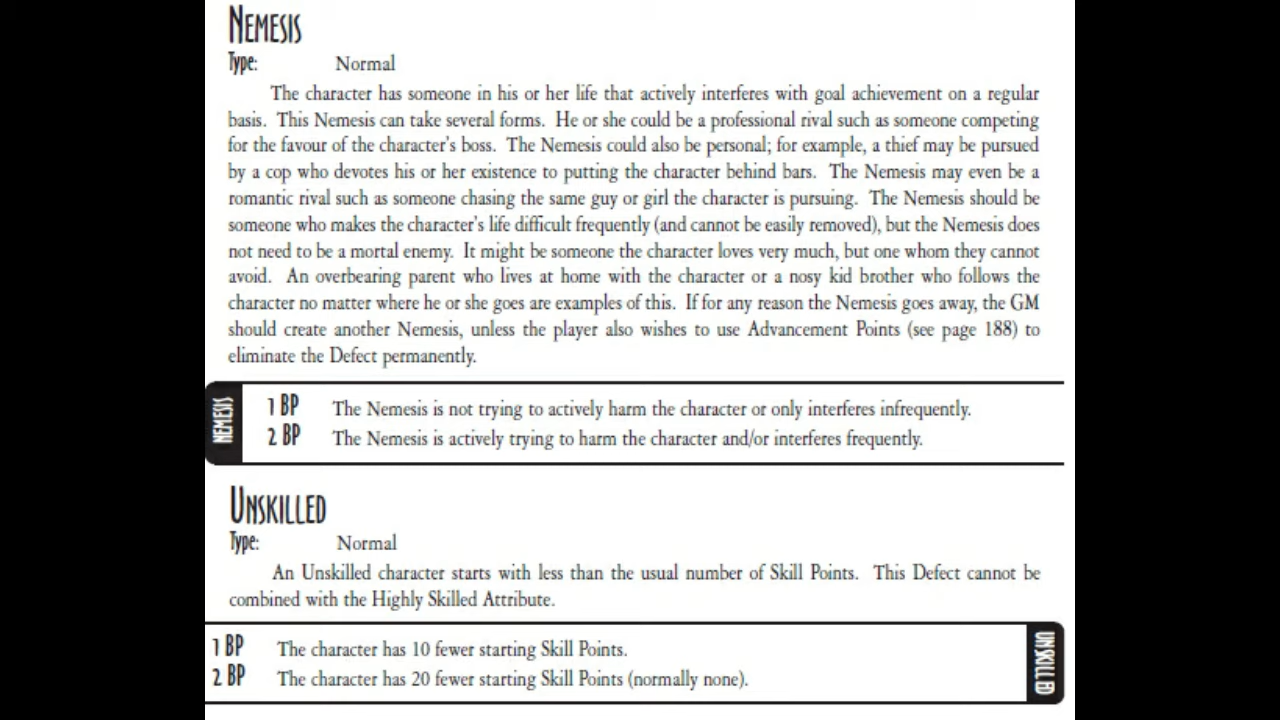 NEMESIS
Type: Normal
The character has someone in his or her life that actively interferes with goal achievement on a regular
basis. This Nemesis can take several forms. He or she could be a professional rival such as someone competing
for the favour of the character's boss. The Nemesis could also be personal; for example, a thief may be pursued
by a cop who devotes his or her existence to putting the character behind bars. The Nemesis may even be a
romantic rival such as someone chasing the same guy or girl the character is pursuing. The Nemesis should be
someone who makes the character's life difficult frequently (and cannot be easily removed), but the Nemesis does
not need to be a mortal enemy. It might be someone the character loves very much, but one whom they cannot
avoid. An overbearing parent who lives at home with the character or a nosy kid brother who follows the
character no matter where he or she goes are examples of this. If for any reason the Nemesis goes away, the GM
should create another Nemesis, unless the player also wishes to use Advancement Points (see page 188) to
eliminate the Defect permanently.
NEMESIS
1 BP The Nemesis is not trying to actively harm the character or only interferes infrequently.
2 BP The Nemesis is actively trying to harm the character and/or interferes frequently.
UNSKILLED
Type: Normal
An Unskilled character starts with less than the usual number of Skill Points. This Defect cannot be
combined with the Highly Skilled Attribute.
1 BP The character has 10 fewer starting Skill Points.
2 BP The character has 20 fewer starting Skill Points (normally none).
UNSKILLED